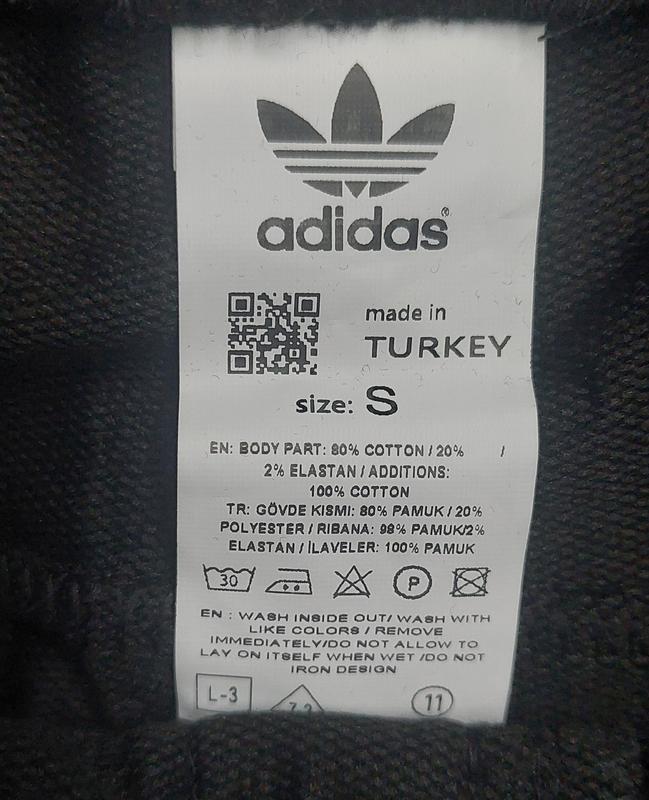 adidas®
made in
TURKEY
size: S
EN: BODY PART: 80% COTTON / 20% /
2% ELASTAN / ADDITIONS:
100% COTTON
TR: GÖVDE KISMI: 80% PAMUK / 20%
POLYESTER / RIBANA: 98% PAMUK/2%
ELASTAN / İLAVELER: 100% PAMUK
30
P
EN : WASH INSIDE OUT/ WASH WITH
LIKE COLORS / REMOVE
IMMEDIATELY/DO NOT ALLOW TO
LAY ON ITSELF WHEN WET /DO NOT
IRON DESIGN
L-3
11